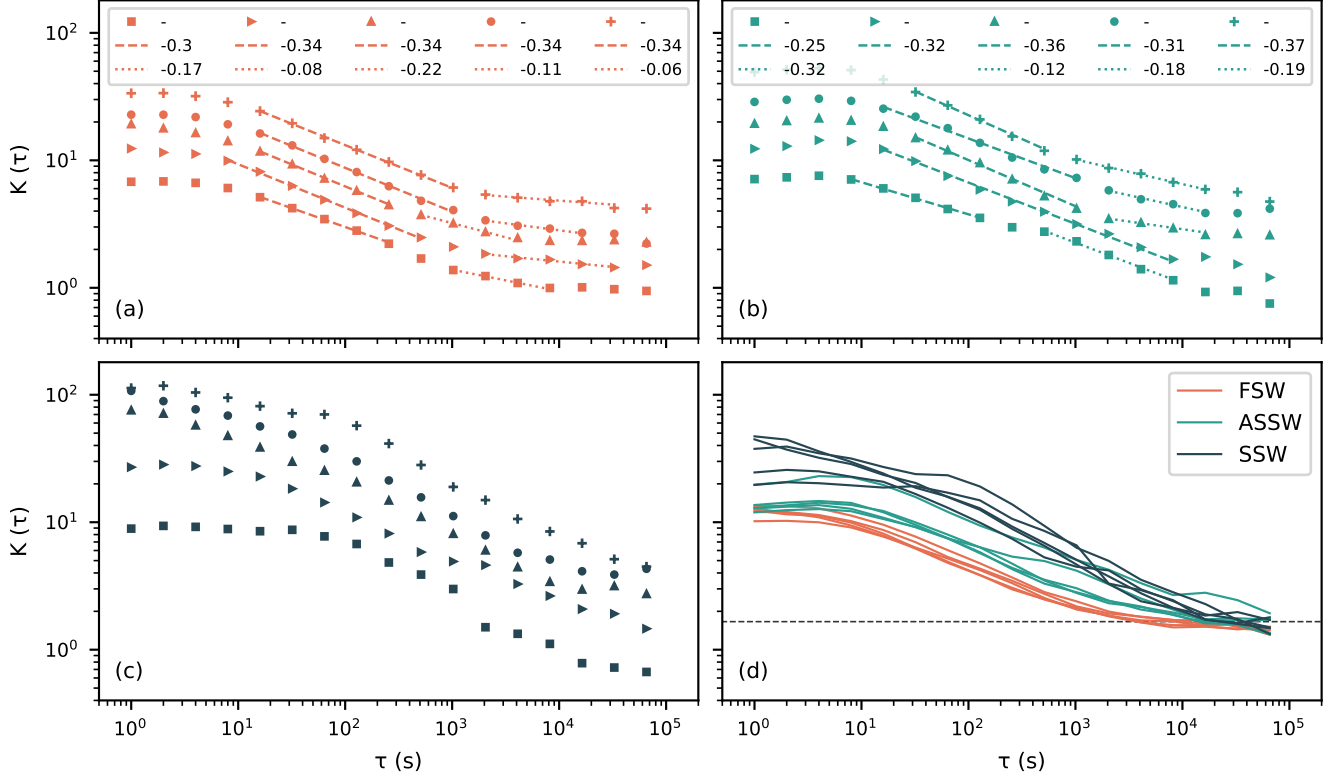 - - - - -
-0.3 -0.34 -0.34 -0.34 -0.34
-0.17 -0.08 -0.22 -0.11 -0.06
10²
10¹
10⁰
K (τ)
(a)
- - - - -
-0.25 -0.32 -0.36 -0.31 -0.37
-0.32 -0.12 -0.18 -0.19
(b)
10²
10¹
10⁰
K (τ)
(c)
10⁰ 10¹ 10² 10³ 10⁴ 10⁵
τ (s)
FSW
ASSW
SSW
(d)
10⁰ 10¹ 10² 10³ 10⁴ 10⁵
τ (s)